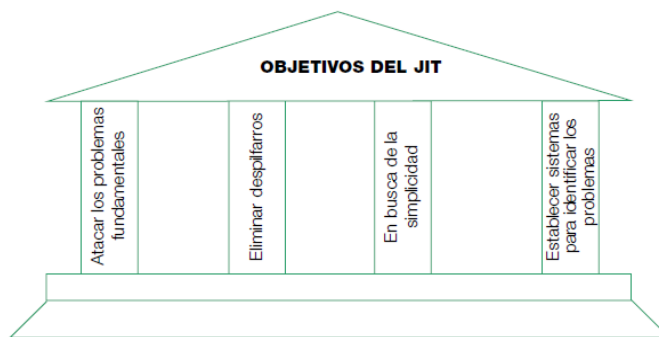 OBJETIVOS DEL JIT
Atacar los problemas
fundamentales
Eliminar despilfarros
En busca de la
simplicidad
Establecer sistemas
para identificar los
problemas